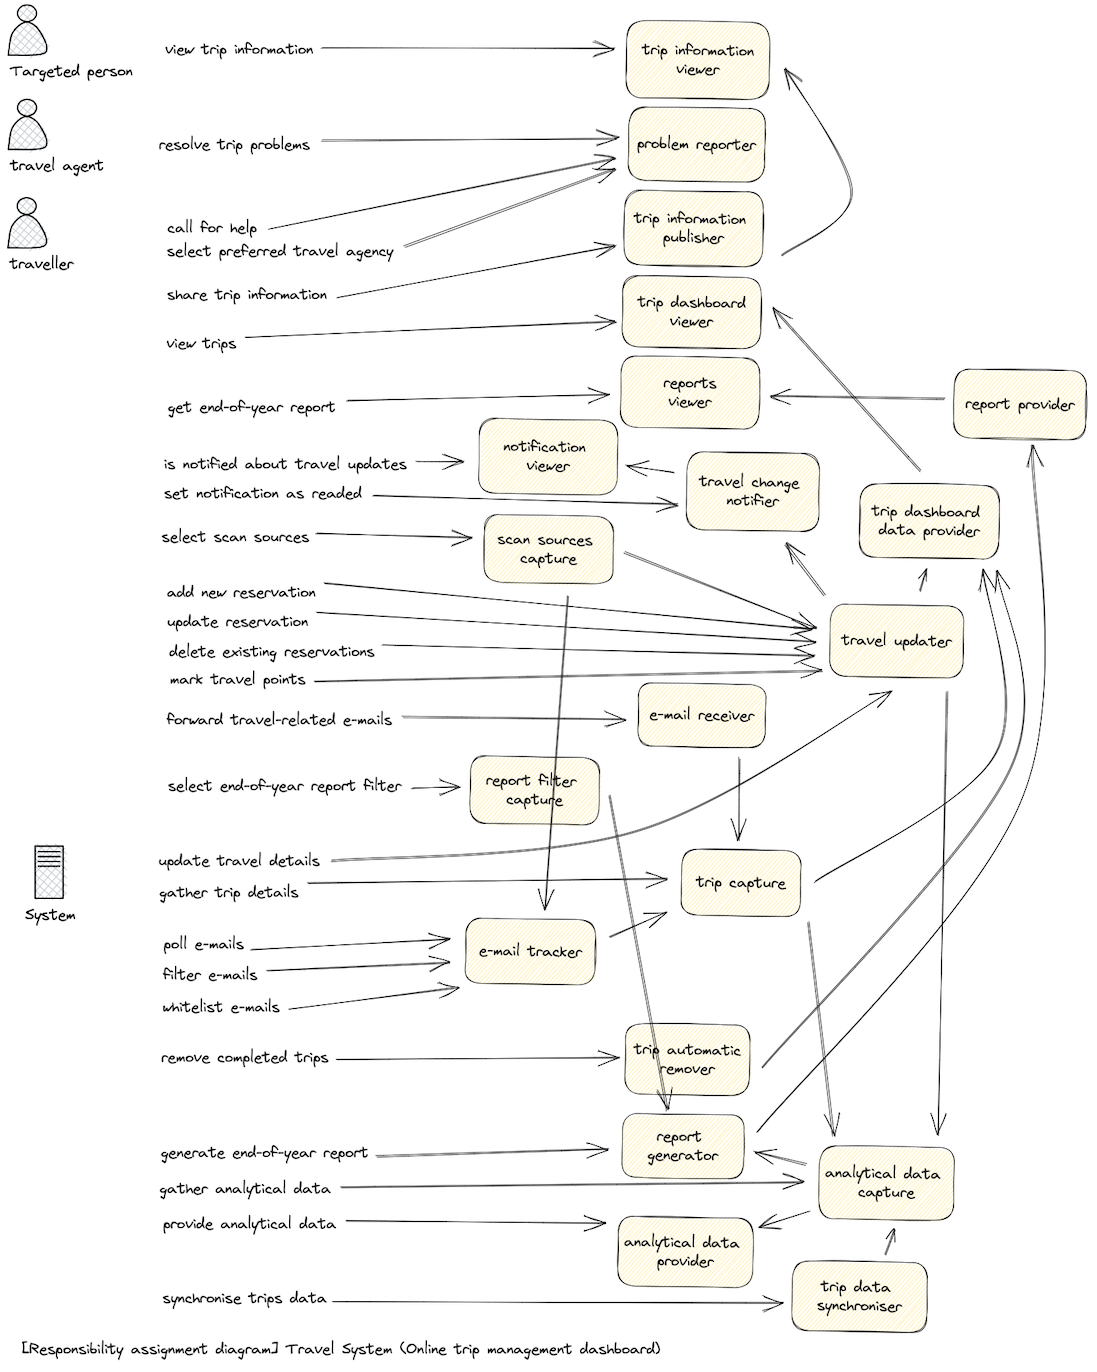 Targeted person
view trip information
trip information
viewer
travel agent
resolve trip problems
problem reporter
traveller
call for help
select preferred travel agency
trip information
publisher
share trip information
trip dashboard
viewer
view trips
reports
viewer
get end-of-year report
report provider
notification
viewer
is notified about travel updates
set notification as readed
travel change
notifier
trip dashboard
data provider
select scan sources
scan sources
capture
add new reservation
update reservation
delete existing reservations
mark travel points
travel updater
forward travel-related e-mails
e-mail receiver
select end-of-year report filter
report filter
capture
System
update travel details
gather trip details
trip capture
poll e-mails
filter e-mails
whitelist e-mails
e-mail tracker
remove completed trips
trip automatic
remover
generate end-of-year report
report
generator
gather analytical data
analytical data
capture
provide analytical data
analytical data
provider
synchronise trips data
trip data
synchroniser
[Responsibility assignment diagram] Travel System (Online trip management dashboard)